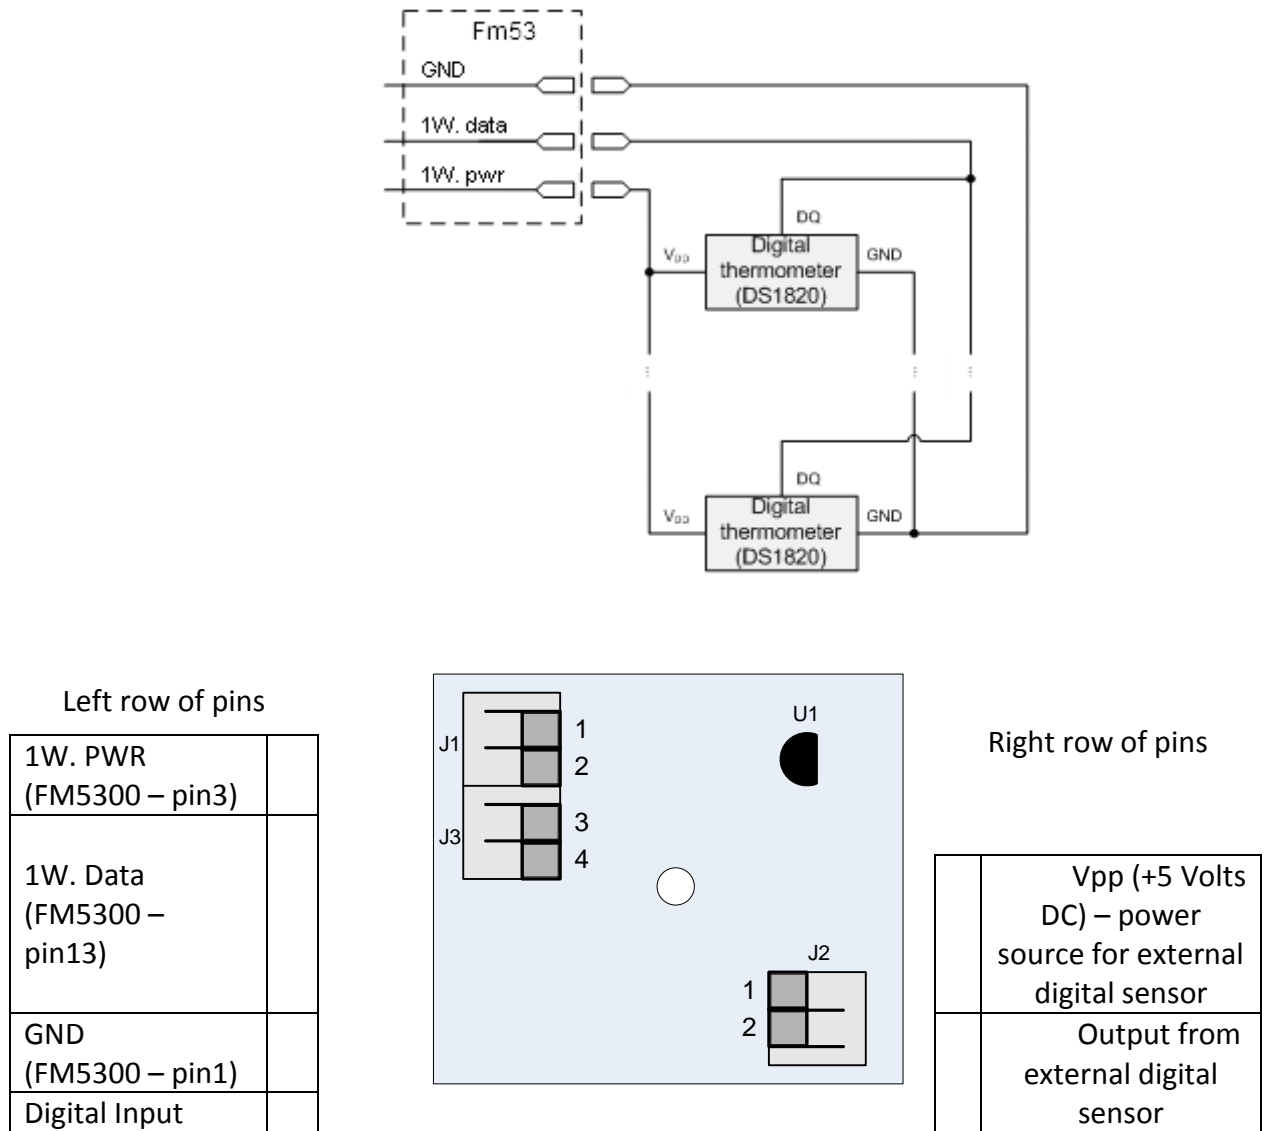 Fm53
GND
1W. data
1W. pwr
DQ
VDD
Digital
thermometer
(DS1820)
GND
DQ
VDD
Digital
thermometer
(DS1820)
GND
Left row of pins
1W. PWR
(FM5300 – pin3)
1W. Data
(FM5300 –
pin13)
GND
(FM5300 – pin1)
Digital Input
J1
1
2
J3
3
4
U1
J2
1
2
Right row of pins
Vpp (+5 Volts
DC) – power
source for external
digital sensor
Output from
external digital
sensor